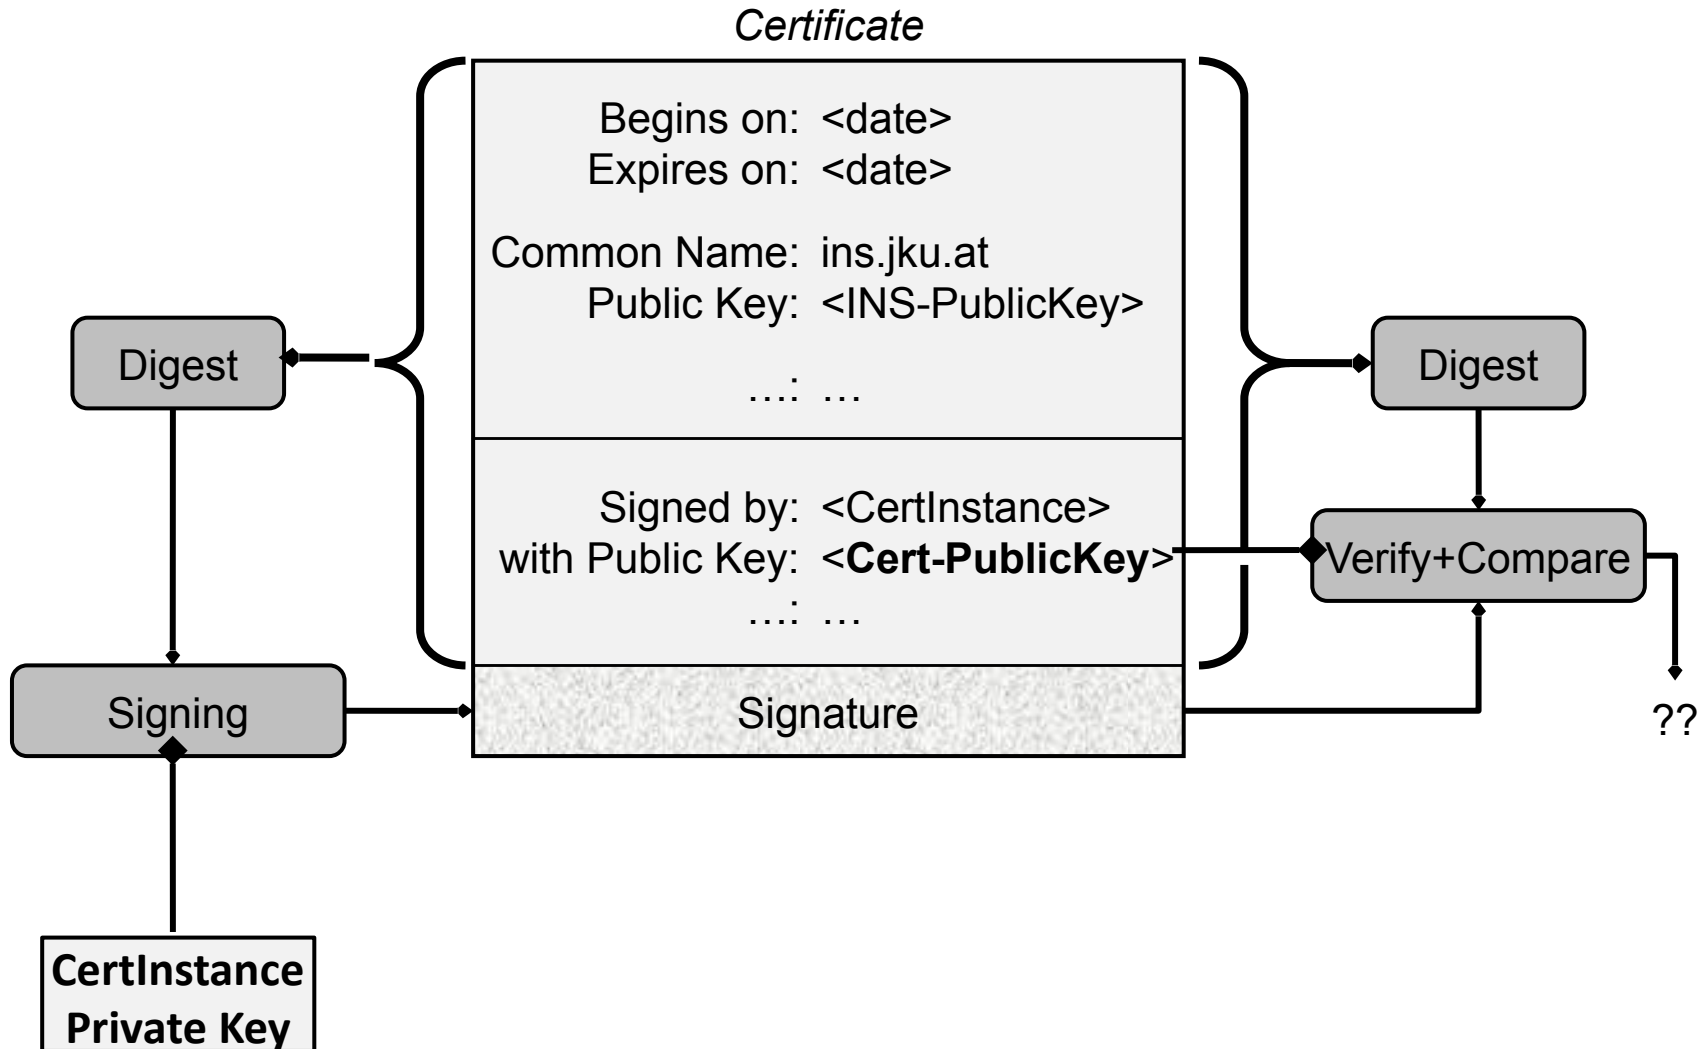 Certificate
Begins on: <date>
Expires on: <date>
Common Name: ins.jku.at
Public Key: <INS-PublicKey>
…: …
Digest
Digest
Signed by: <CertInstance>
with Public Key: <Cert-PublicKey>
…: …
Verify+Compare
Signing
Signature
??
CertInstance
Private Key